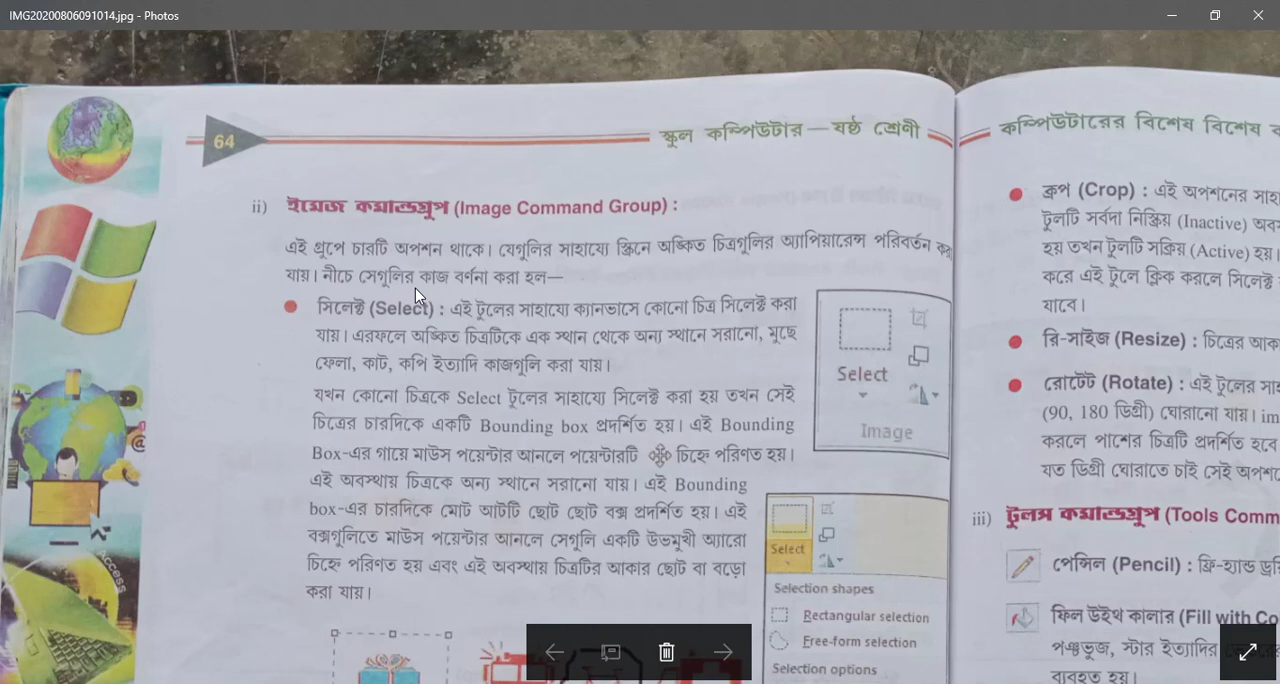 IMG20200806091014.jpg - Photos
64
স্কুল কম্পিউটার — ষষ্ঠ শ্রেণী
ii) ইমেজ কমান্ডগ্রুপ (Image Command Group) :
এই গ্রুপে চারটি অপশন থাকে। যেগুলির সাহায্যে স্ক্রিনে অঙ্কিত চিত্রগুলির অ্যাপিয়ারেন্স পরিবর্তন করা
যায়। নীচে সেগুলির কাজ বর্ণনা করা হল—
সিলেক্ট (Select) : এই টুলের সাহায্যে ক্যানভাসে কোনো চিত্র সিলেক্ট করা
যায়। এরফলে অঙ্কিত চিত্রটিকে এক স্থান থেকে অন্য স্থানে সরানো, মুছে
ফেলা, কাট, কপি ইত্যাদি কাজগুলি করা যায়।
যখন কোনো চিত্রকে Select টুলের সাহায্যে সিলেক্ট করা হয় তখন সেই
চিত্রের চারদিকে একটি Bounding box প্রদর্শিত হয়। এই Bounding
Box-এর গায়ে মাউস পয়েন্টার আনলে পয়েন্টারটি চিহ্নে পরিণত হয়।
এই অবস্থায় চিত্রকে অন্য স্থানে সরানো যায়। এই Bounding
box-এর চারদিকে মোট আটটি ছোট ছোট বক্স প্রদর্শিত হয়। এই
বক্সগুলিতে মাউস পয়েন্টার আনলে সেগুলি একটি উভমুখী অ্যারো
চিহ্নে পরিণত হয় এবং এই অবস্থায় চিত্রটির আকার ছোট বা বড়ো
করা যায়।
Select
Image
Select
Selection shapes
Rectangular selection
Free-form selection
Selection options
Access
কম্পিউটারের বিশেষ বিশেষ
ক্রপ (Crop) : এই অপশনের
টুলটি সর্বদা নিষ্ক্রিয় (Inactive)
হয় তখন টুলটি সক্রিয় (Active) হয়।
করে এই টুলে ক্লিক করলে সিলেক্ট
যাবে।
রি-সাইজ (Resize) : চিত্রের
রোটেট (Rotate) : এই টুলের
(90, 180 ডিগ্রী) ঘোরানো যায়।
করলে পাশের চিত্রটি প্রদর্শিত হবে
যত ডিগ্রী ঘোরাতে চাই সেই
iii) টুলস কমান্ডগ্রুপ (Tools
পেন্সিল (Pencil) : ফ্রি-হ্যান্ড
ফিল উইথ কালার (Fill with
পঞ্চভুজ, স্টার ইত্যাদির
ব্যবহৃত হয়।